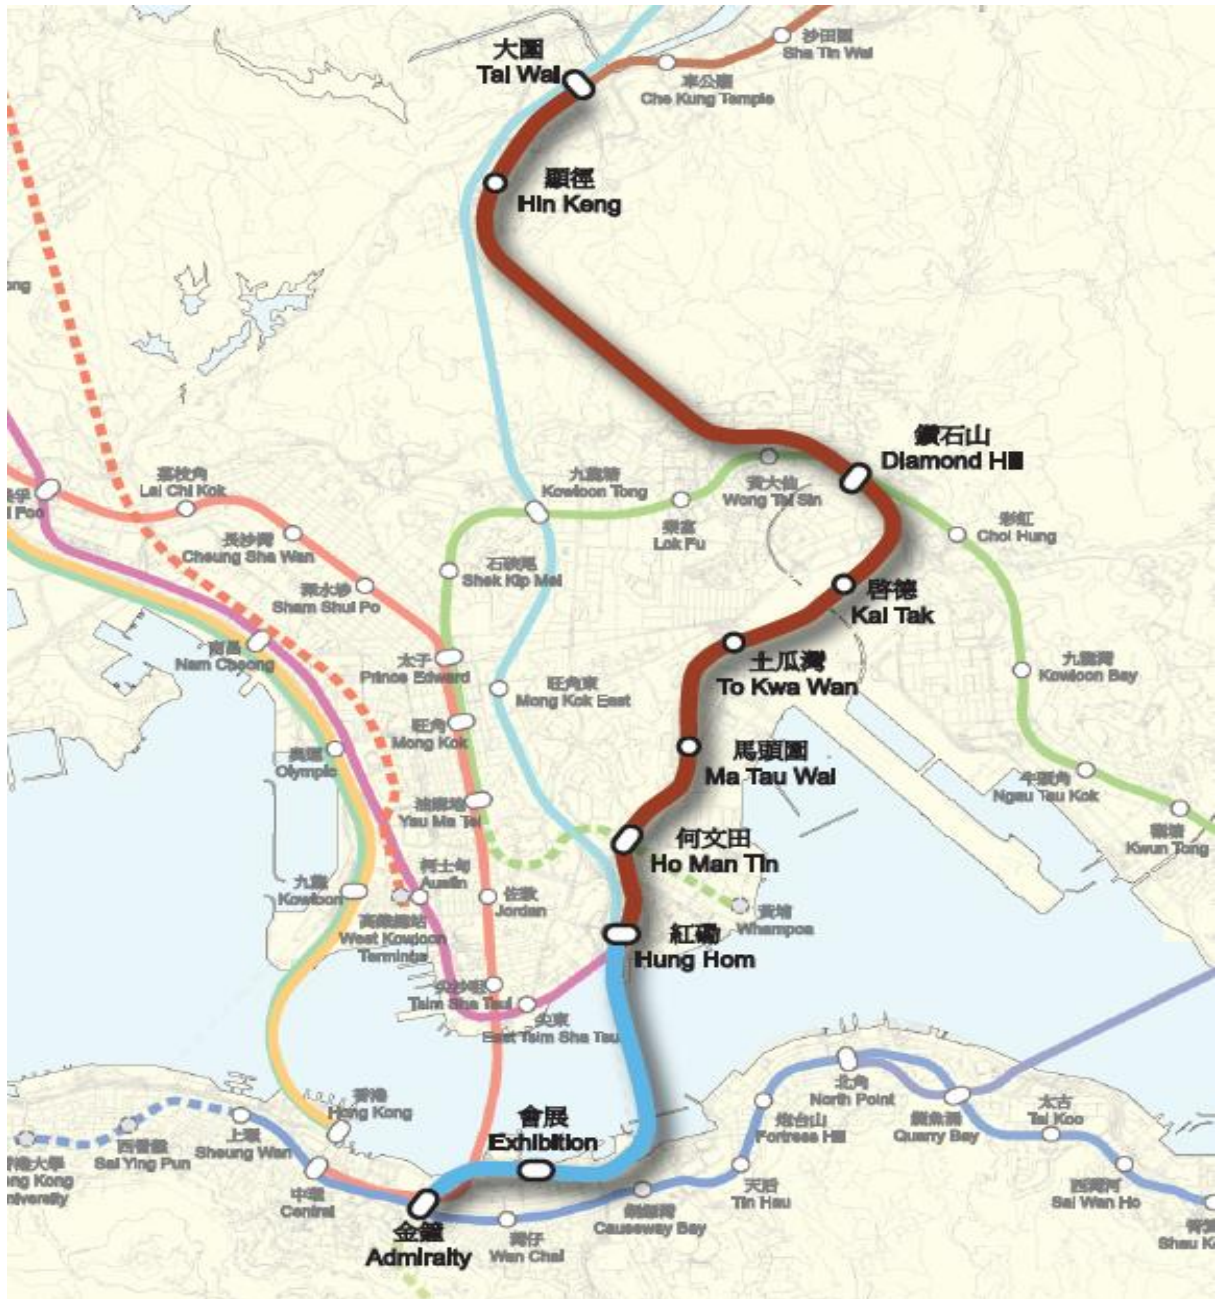 大圍
Tai Wai
車公廟
Che Kung Temple
沙田圍
Sha Tin Wai
顯徑
Hin Keng
ong
鑽石山
Diamond Hill
黃大仙
Wong Tai Sin
九龍塘
Kowloon Tong
樂富
Lok Fu
彩虹
Choi Hung
荔枝角
Lai Chi Kok
長沙灣
Cheung Sha Wan
深水埗
Sham Shui Po
石硤尾
Shek Kip Mei
啓德
Kai Tak
土瓜灣
To Kwa Wan
九龍灣
Kowloon Bay
南昌
Nam Cheong
太子
Prince Edward
旺角東
Mong Kok East
旺角
Mong Kok
奧運
Olympic
馬頭圍
Ma Tau Wai
牛頭角
Ngau Tau Kok
觀塘
Kwun Tong
油麻地
Yau Ma Tei
何文田
Ho Man Tin
柯士甸
Austin
九龍
Kowloon
佐敦
Jordan
黃埔
Whampoa
高鐵總站
West Kowloon
Terminus
紅磡
Hung Hom
尖沙咀
Tsim Sha Tsui
尖東
East Tsim Sha Tsui
香港
Hong Kong
北角
North Point
炮台山
Fortress Hill
鰂魚涌
Quarry Bay
太古
Tai Koo
會展
Exhibition
上環
Sheung Wan
西營盤
Sai Ying Pun
香港大學
ong Kong
niversity
中環
Central
天后
Tin Hau
西灣河
Sai Wan Ho
銅鑼灣
Causeway Bay
金鐘
Admiralty
灣仔
Wan Chai
Shau K